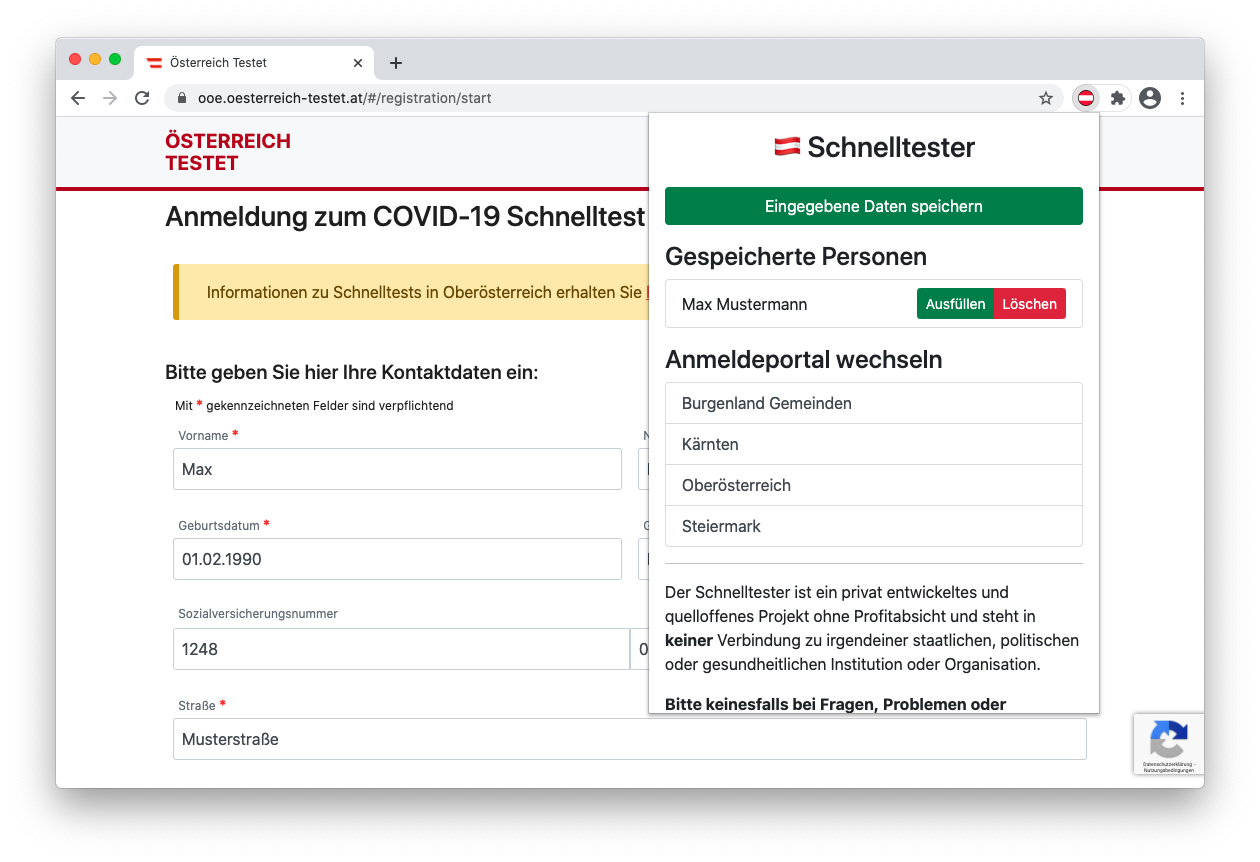 Österreich Testet
ooe.oesterreich-testet.at/#/registration/start
ÖSTERREICH
TESTET
Anmeldung zum COVID-19 Schnelltest
Informationen zu Schnelltests in Oberösterreich erhalten Sie
Bitte geben Sie hier Ihre Kontaktdaten ein:
Mit * gekennzeichneten Felder sind verpflichtend
Vorname *
Max
Geburtsdatum *
01.02.1990
Sozialversicherungsnummer
1248
0
Straße *
Musterstraße
Schnelltester
Eingegebene Daten speichern
Gespeicherte Personen
Max Mustermann
Ausfüllen
Löschen
Anmeldeportal wechseln
Burgenland Gemeinden
Kärnten
Oberösterreich
Steiermark
Der Schnelltester ist ein privat entwickeltes und
quelloffenes Projekt ohne Profitabsicht und steht in
keiner Verbindung zu irgendeiner staatlichen, politischen
oder gesundheitlichen Institution oder Organisation.
Bitte keinesfalls bei Fragen, Problemen oder
Datenschutzerklärung -
Nutzungsbedingungen